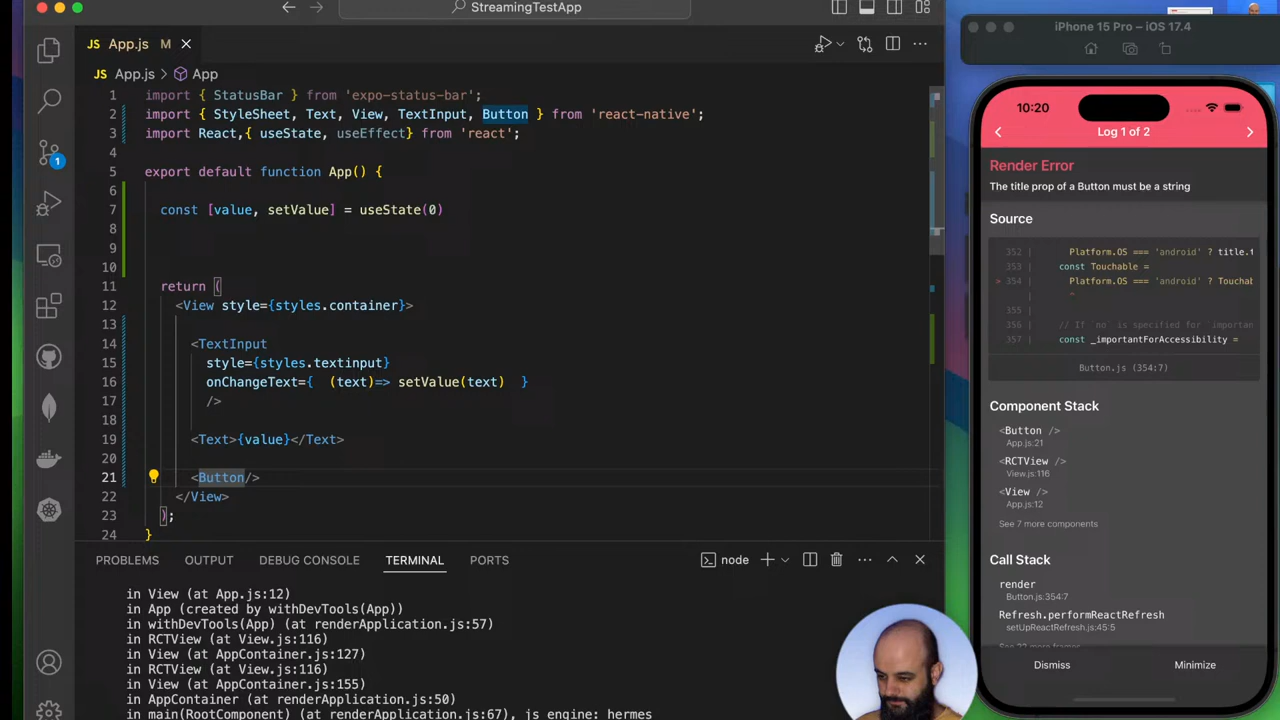 StreamingTestApp
JS App.js M
JS App.js > App
1 import { StatusBar } from 'expo-status-bar';
2 import { StyleSheet, Text, View, TextInput, Button } from 'react-native';
3 import React,{ useState, useEffect} from 'react';
4
5 export default function App() {
6
7 const [value, setValue] = useState(0)
8
9
10
11 return (
12 <View style={styles.container}>
13
14 <TextInput
15 style={styles.textinput}
16 onChangeText={ (text)=> setValue(text) }
17 />
18
19 <Text>{value}</Text>
20
21 <Button/>
22 </View>
23 );
24 }
1
PROBLEMS OUTPUT DEBUG CONSOLE TERMINAL PORTS
node
in View (at App.js:12)
in App (created by withDevTools(App))
in withDevTools(App) (at renderApplication.js:57)
in RCTView (at View.js:116)
in View (at AppContainer.js:127)
in RCTView (at View.js:116)
in View (at AppContainer.js:155)
in AppContainer (at renderApplication.js:50)
in main(RootComponent) (at renderApplication.js:67), js engine: hermes
iPhone 15 Pro – iOS 17.4
10:20
Log 1 of 2
Render Error
The title prop of a Button must be a string
Source
352 | Platform.OS === 'android' ? title.t
353 | const Touchable =
> 354 | Platform.OS === 'android' ? Touchab
| ^
355 |
356 | // If `no` is specified for `importan
357 | const _importantForAccessibility =
Button.js (354:7)
Component Stack
<Button />
App.js:21
<RCTView />
View.js:116
<View />
App.js:12
See 7 more components
Call Stack
render
Button.js:354:7
Refresh.performReactRefresh
setUpReactRefresh.js:45:5
See 22 more frames
Dismiss Minimize